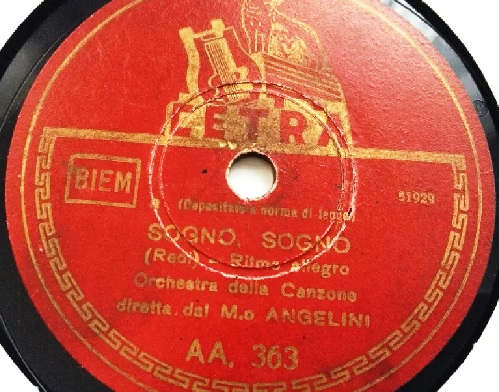 CETRA
BIEM
51929
(Depositato a norma di legge)
SOGNO, SOGNO
(Redi) - Ritmo allegro
Orchestra della Canzone
diretta dal M.o ANGELINI
AA. 363